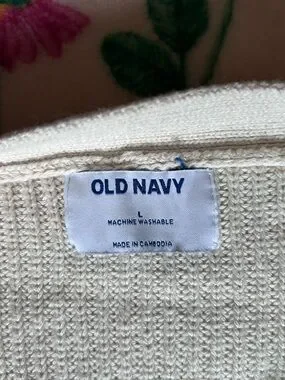 OLD NAVY
L
MACHINE WASHABLE
MADE IN CAMBODIA